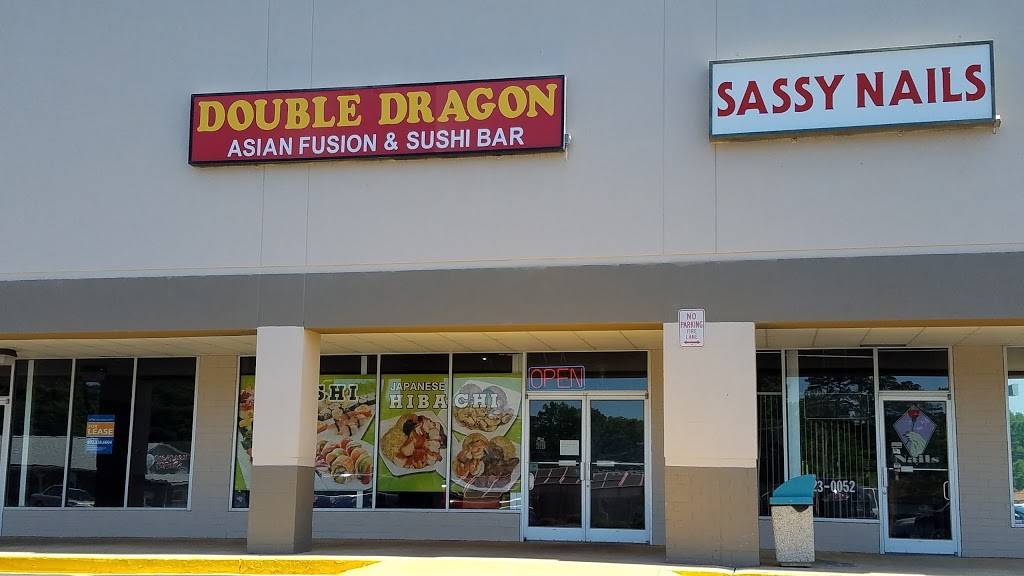 DOUBLE DRAGON
ASIAN FUSION & SUSHI BAR
SASSY NAILS
NO
PARKING
FIRE
LANE
OPEN
SHI
JAPANESE
HIBACHI
FOR
LEASE
Nails
23-0052